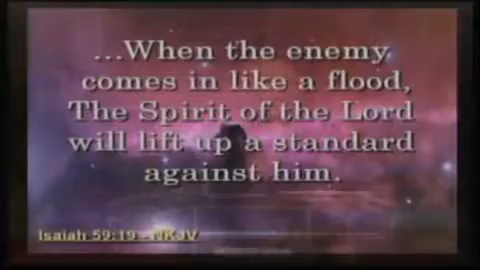 ...When the enemy
comes in like a flood,
The Spirit of the Lord
will lift up a standard
against him.
Isaiah 59:19 - NKJV